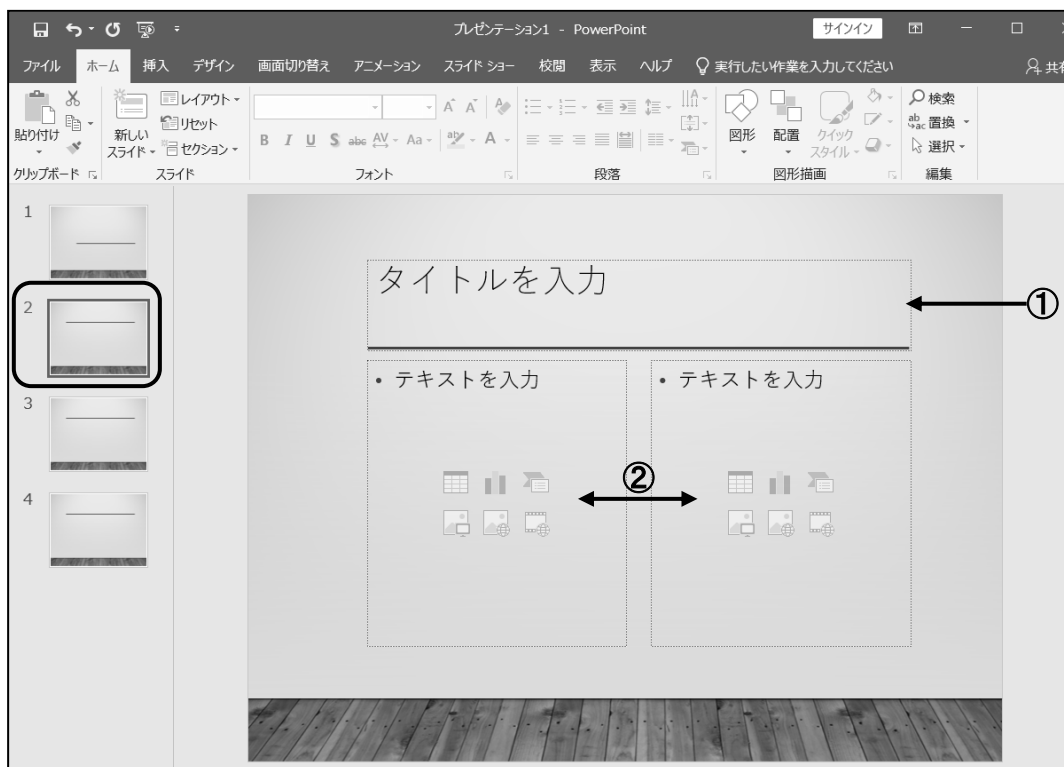 プレゼンテーション1 - PowerPoint サインイン
ファイル ホーム 挿入 デザイン 画面切り替え アニメーション スライド ショー 校閲 表示 ヘルプ 実行したい作業を入力してください
貼り付け 新しい スライド レイアウト リセット セクション
B I U S abc AV Aa A
図形 配置 クイック スタイル
検索
置換
選択
クリップボード スライド フォント 段落 図形描画 編集
1
2
3
4
タイトルを入力
①
• テキストを入力 • テキストを入力
②